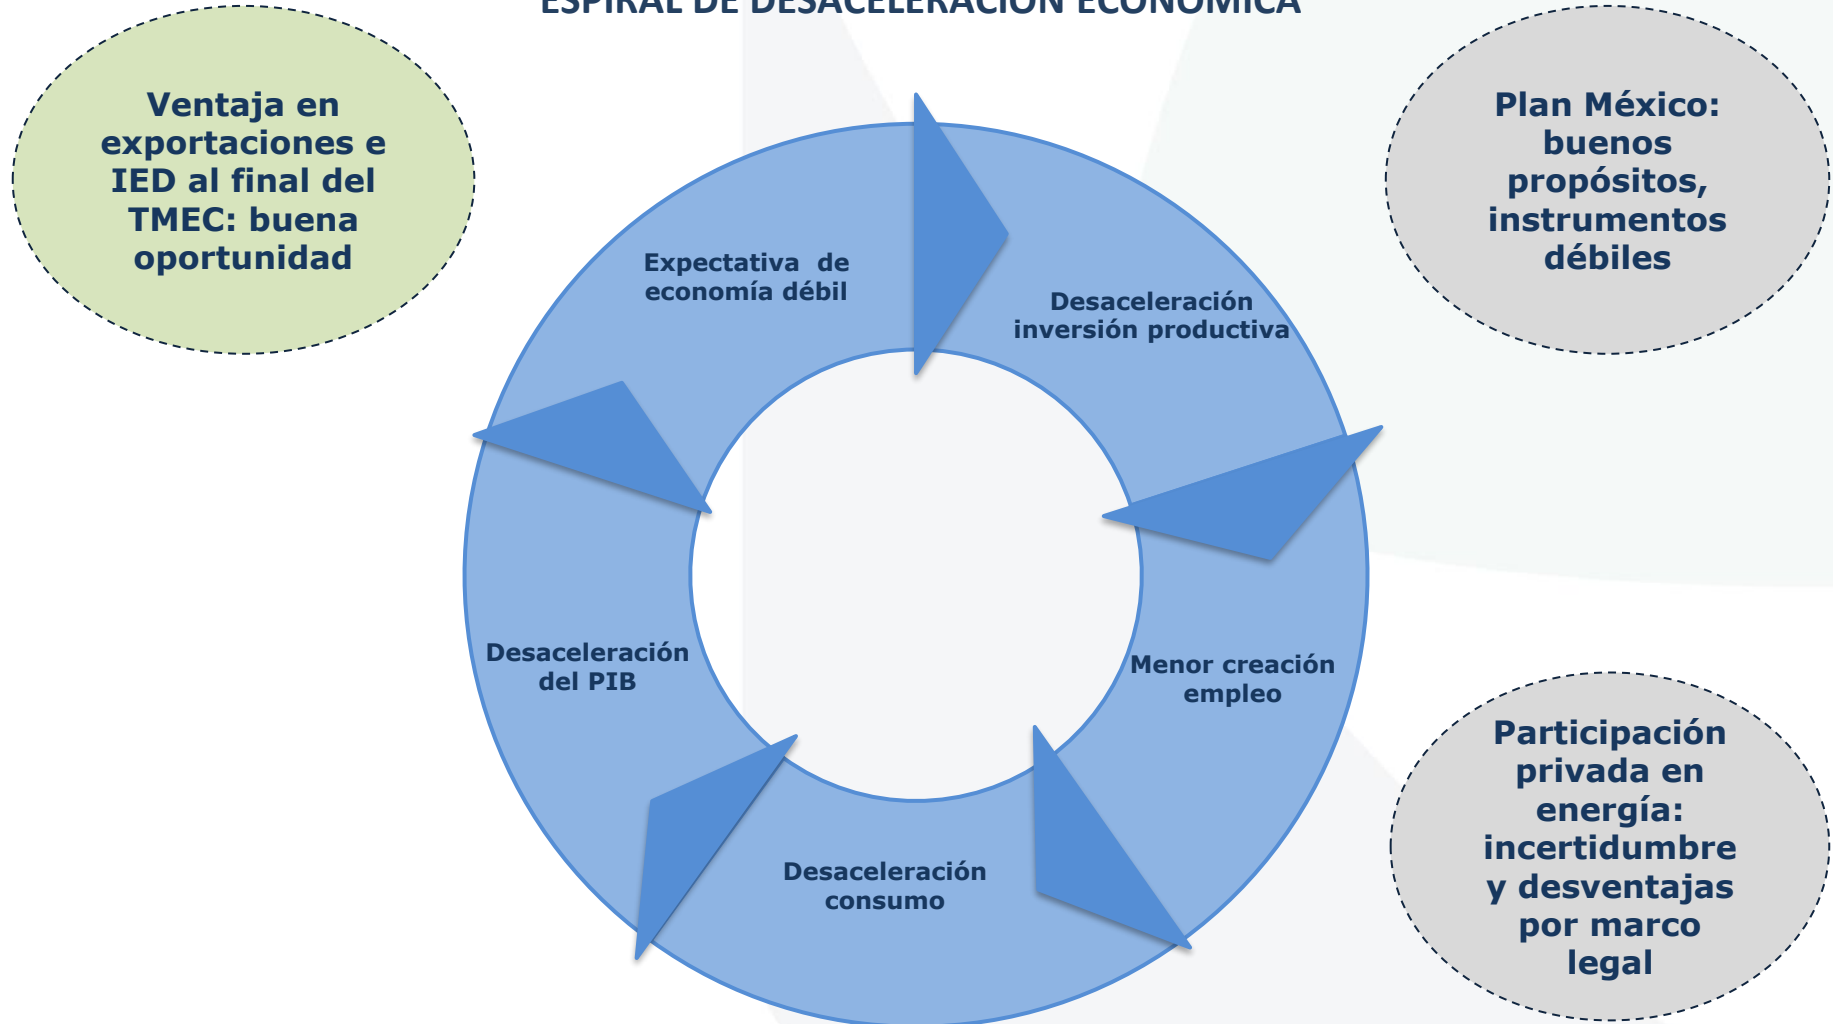 ESPIRAL DE DESACELERACIÓN ECONÓMICA
Ventaja en
exportaciones e
IED al final del
TMEC: buena
oportunidad
Plan México:
buenos
propósitos,
instrumentos
débiles
Expectativa de
economía débil
Desaceleración
inversión productiva
Menor creación
empleo
Desaceleración
consumo
Desaceleración
del PIB
Participación
privada en
energía:
incertidumbre
y desventajas
por marco
legal